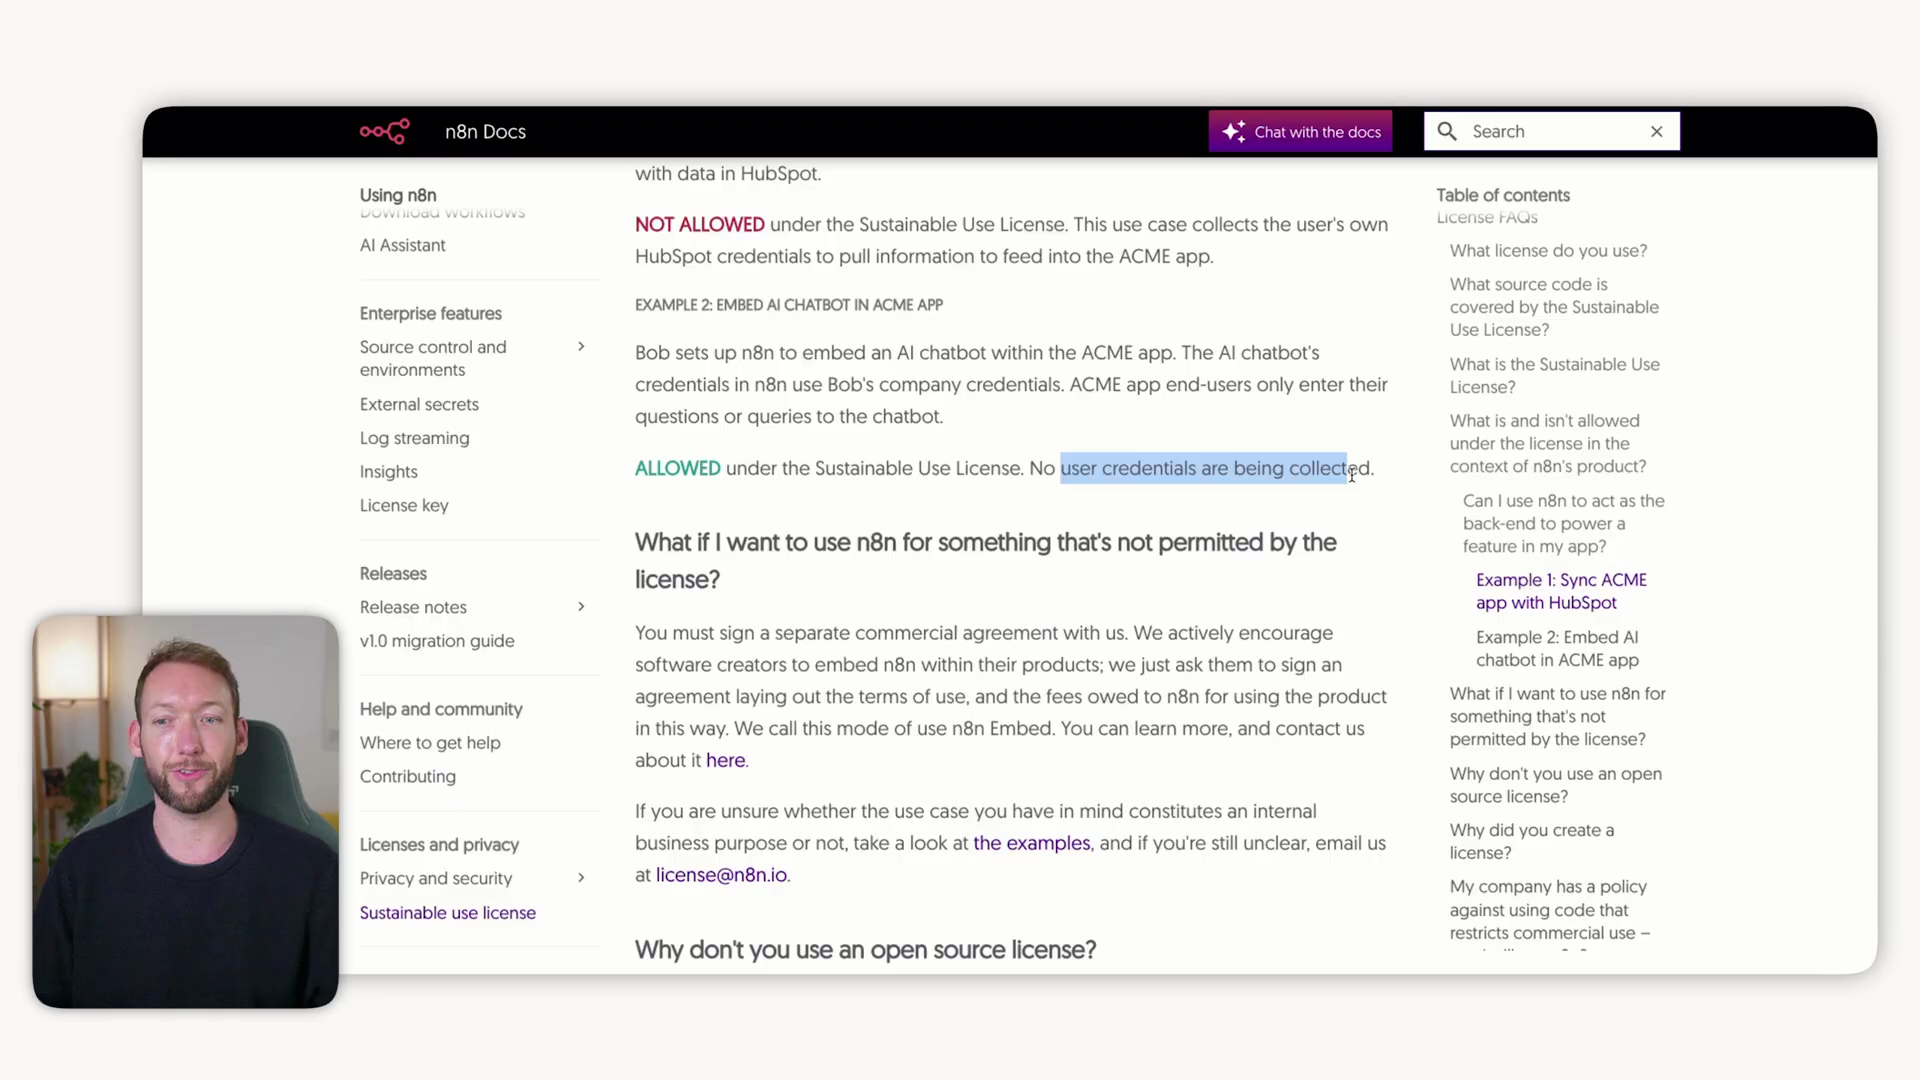 n8n Docs
Chat with the docs
Search
Using n8n
Download workflows
AI Assistant
Enterprise features
Source control and
environments
External secrets
Log streaming
Insights
License key
Releases
Release notes
v1.0 migration guide
Help and community
Where to get help
Contributing
Licenses and privacy
Privacy and security
Sustainable use license
with data in HubSpot.
NOT ALLOWED under the Sustainable Use License. This use case collects the user's own
HubSpot credentials to pull information to feed into the ACME app.
EXAMPLE 2: EMBED AI CHATBOT IN ACME APP
Bob sets up n8n to embed an AI chatbot within the ACME app. The AI chatbot's
credentials in n8n use Bob's company credentials. ACME app end-users only enter their
questions or queries to the chatbot.
ALLOWED under the Sustainable Use License. No user credentials are being collected.
What if I want to use n8n for something that's not permitted by the
license?
You must sign a separate commercial agreement with us. We actively encourage
software creators to embed n8n within their products; we just ask them to sign an
agreement laying out the terms of use, and the fees owed to n8n for using the product
in this way. We call this mode of use n8n Embed. You can learn more, and contact us
about it here.
If you are unsure whether the use case you have in mind constitutes an internal
business purpose or not, take a look at the examples, and if you're still unclear, email us
at license@n8n.io.
Why don't you use an open source license?
Table of contents
License FAQs
What license do you use?
What source code is
covered by the Sustainable
Use License?
What is the Sustainable Use
License?
What is and isn't allowed
under the license in the
context of n8n's product?
Can I use n8n to act as the
back-end to power a
feature in my app?
Example 1: Sync ACME
app with HubSpot
Example 2: Embed AI
chatbot in ACME app
What if I want to use n8n for
something that's not
permitted by the license?
Why don't you use an open
source license?
Why did you create a
license?
My company has a policy
against using code that
restricts commercial use –